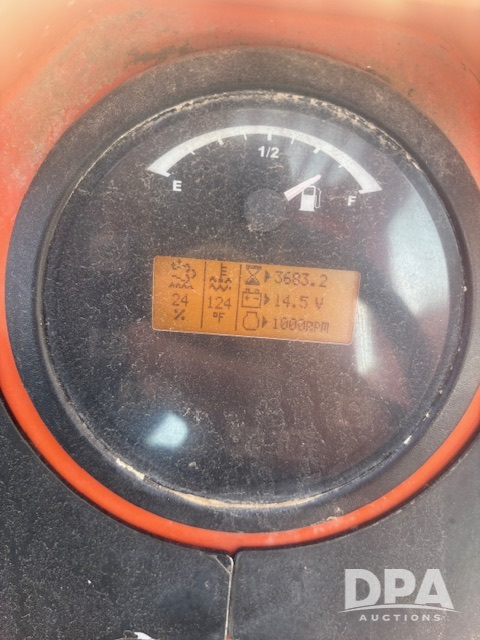 1/2
E F
3683.2
24 124 14.5 V
% °F 1000RPM
DPA
AUCTIONS